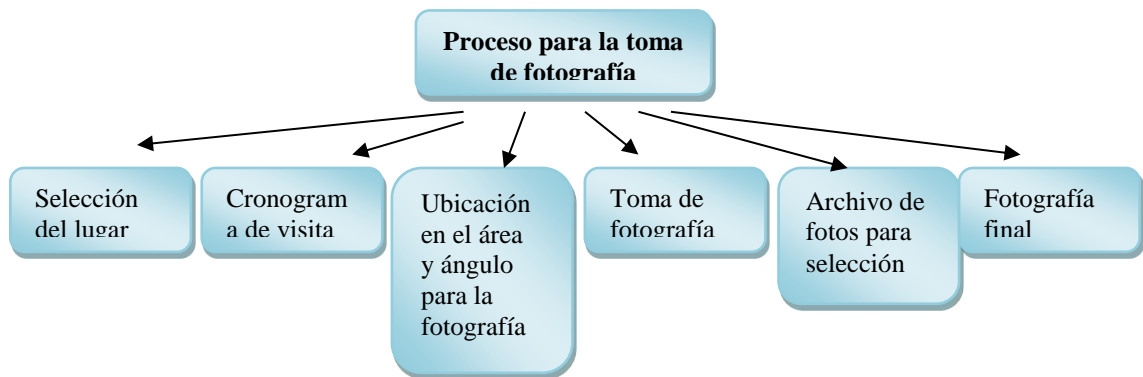 Proceso para la toma
de fotografía
Selección
del lugar
Cronogram
a de visita
Ubicación
en el área
y ángulo
para la
fotografía
Toma de
fotografía
Archivo de
fotos para
selección
Fotografía
final